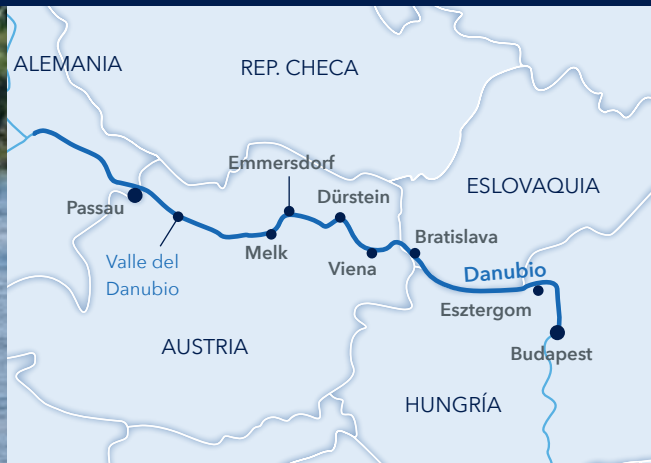 ALEMANIA
REP. CHECA
Emmersdorf
ESLOVAQUIA
Passau
Dürstein
Melk
Bratislava
Viena
Valle del
Danubio
Danubio
Esztergom
AUSTRIA
Budapest
HUNGRÍA